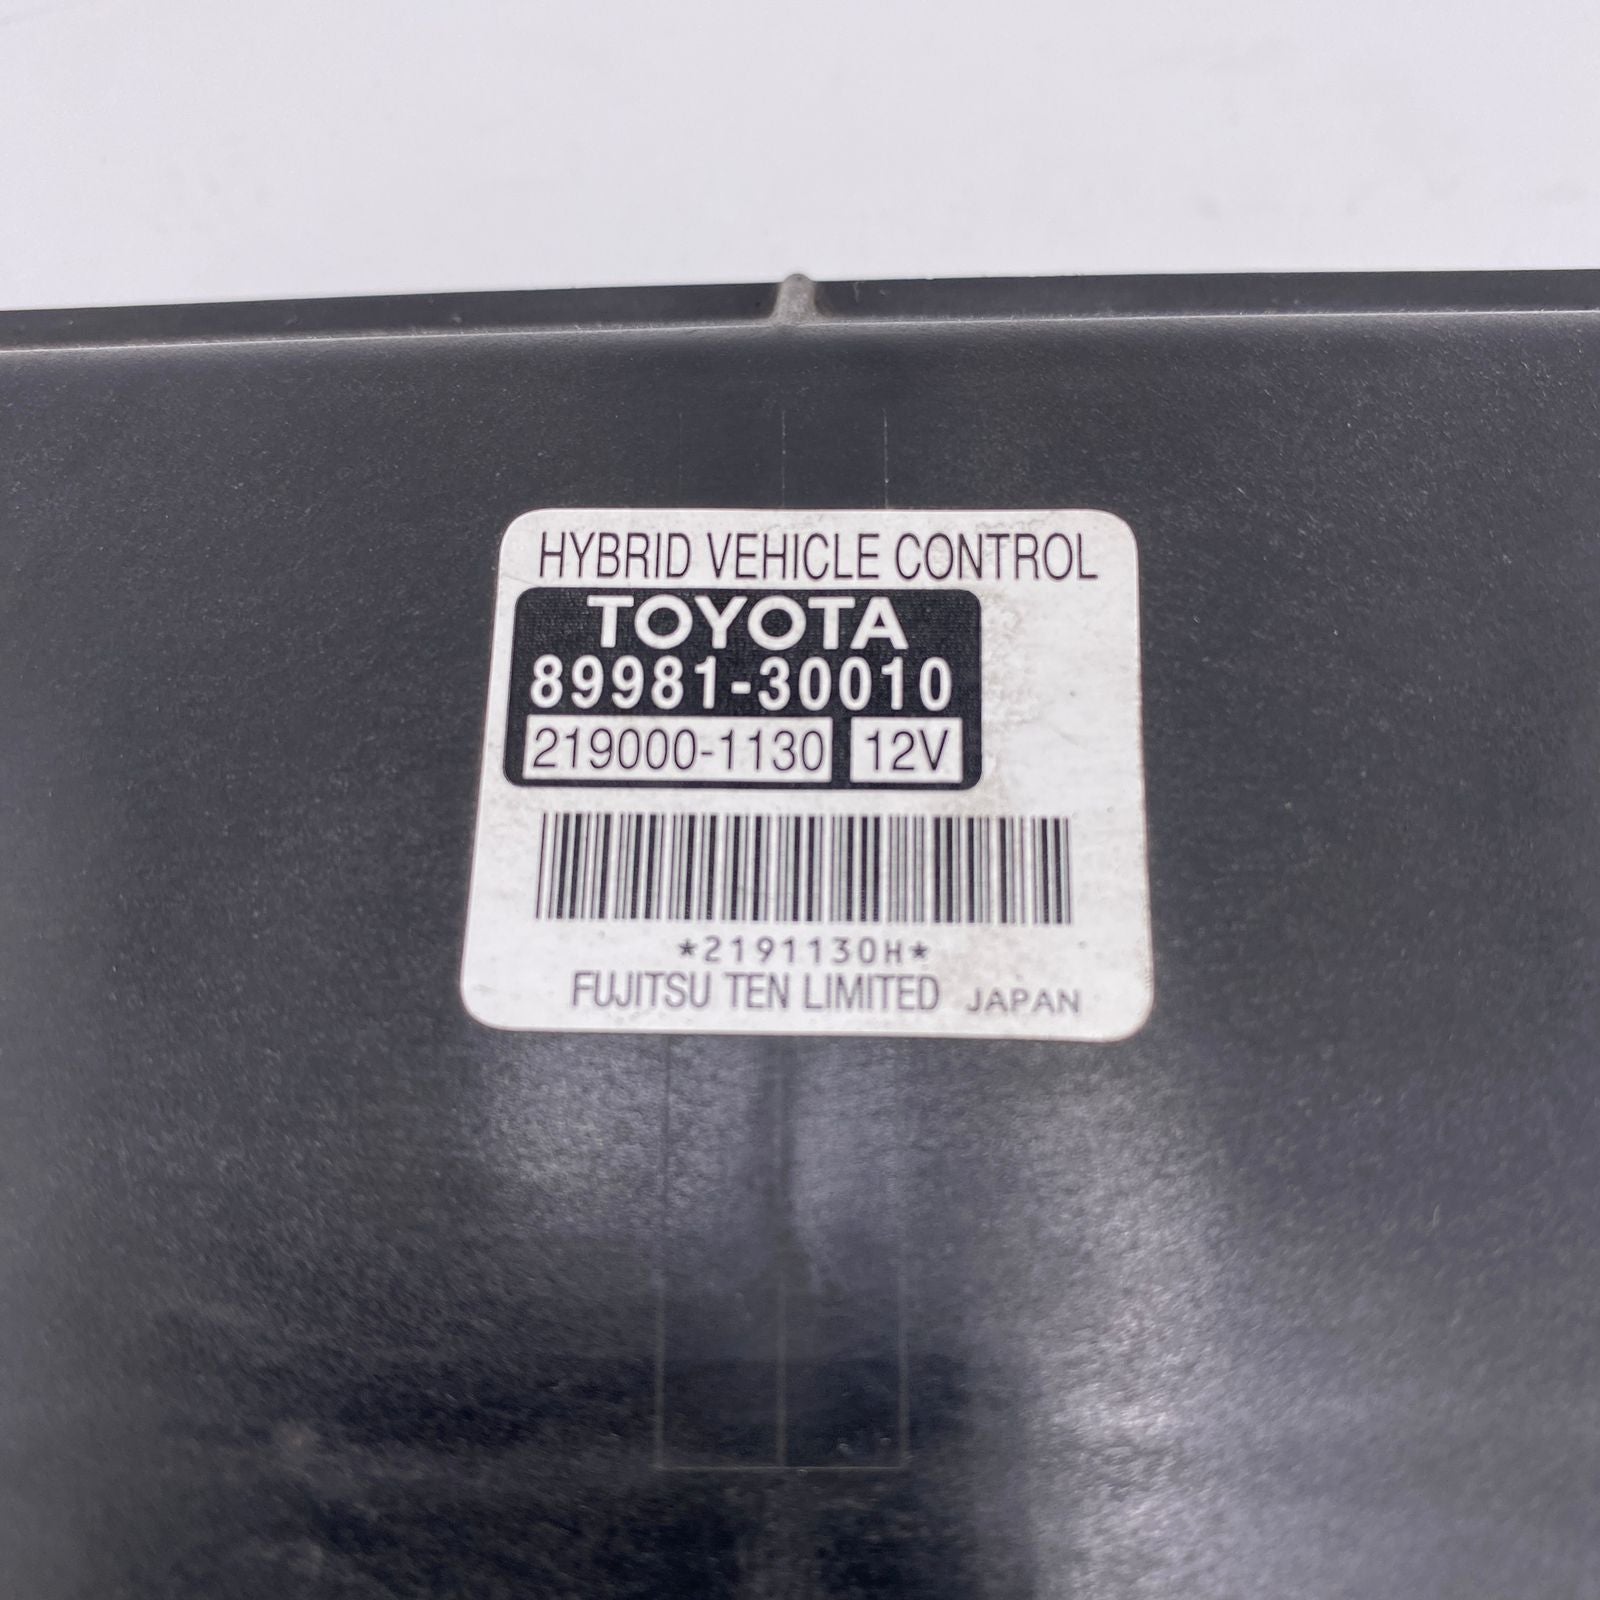 HYBRID VEHICLE CONTROL
TOYOTA
89981-30010
219000-1130 12V
*2191130H*
FUJITSU TEN LIMITED JAPAN